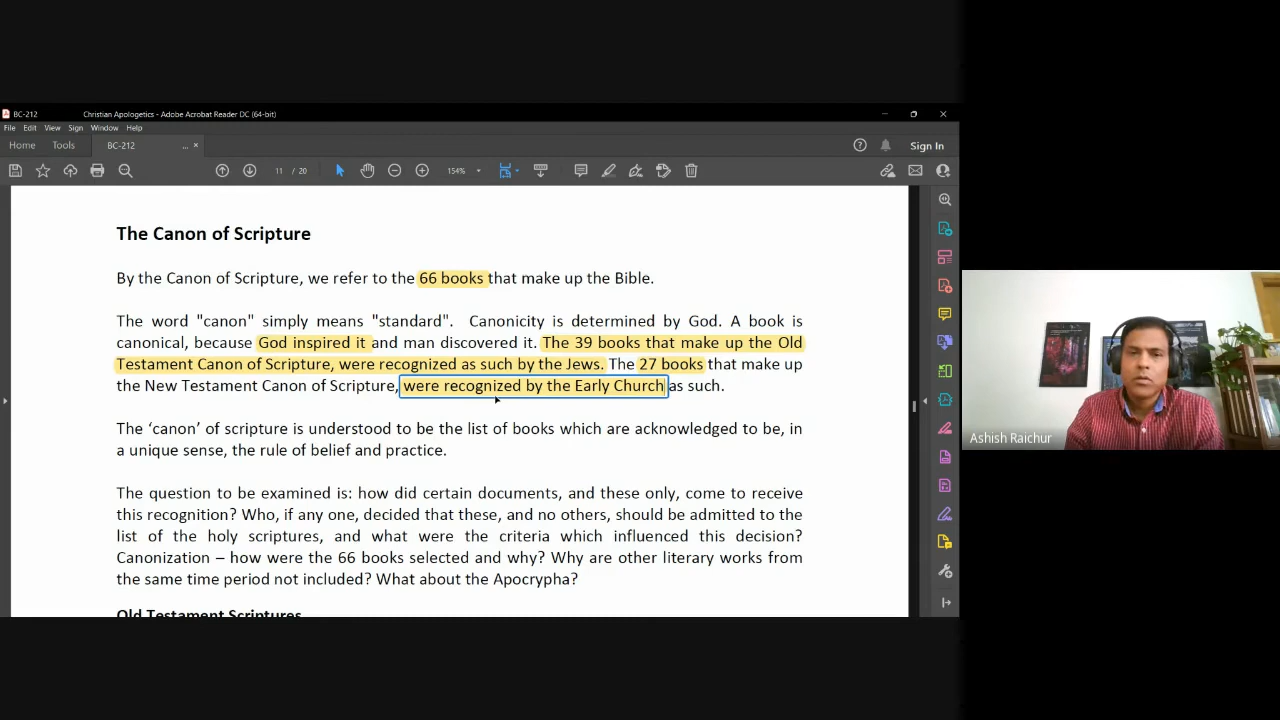 BC-212 Christian Apologetics - Adobe Acrobat Reader DC (64-bit)
File Edit View Sign Window Help
Home Tools BC-212 ... × Sign In
11 / 20 154%
The Canon of Scripture
By the Canon of Scripture, we refer to the 66 books that make up the Bible.
The word "canon" simply means "standard". Canonicity is determined by God. A book is
canonical, because God inspired it and man discovered it. The 39 books that make up the Old
Testament Canon of Scripture, were recognized as such by the Jews. The 27 books that make up
the New Testament Canon of Scripture, were recognized by the Early Church as such.
The ‘canon’ of scripture is understood to be the list of books which are acknowledged to be, in
a unique sense, the rule of belief and practice.
The question to be examined is: how did certain documents, and these only, come to receive
this recognition? Who, if any one, decided that these, and no others, should be admitted to the
list of the holy scriptures, and what were the criteria which influenced this decision?
Canonization – how were the 66 books selected and why? Why are other literary works from
the same time period not included? What about the Apocrypha?
Old Testament Scriptures
Ashish Raichur